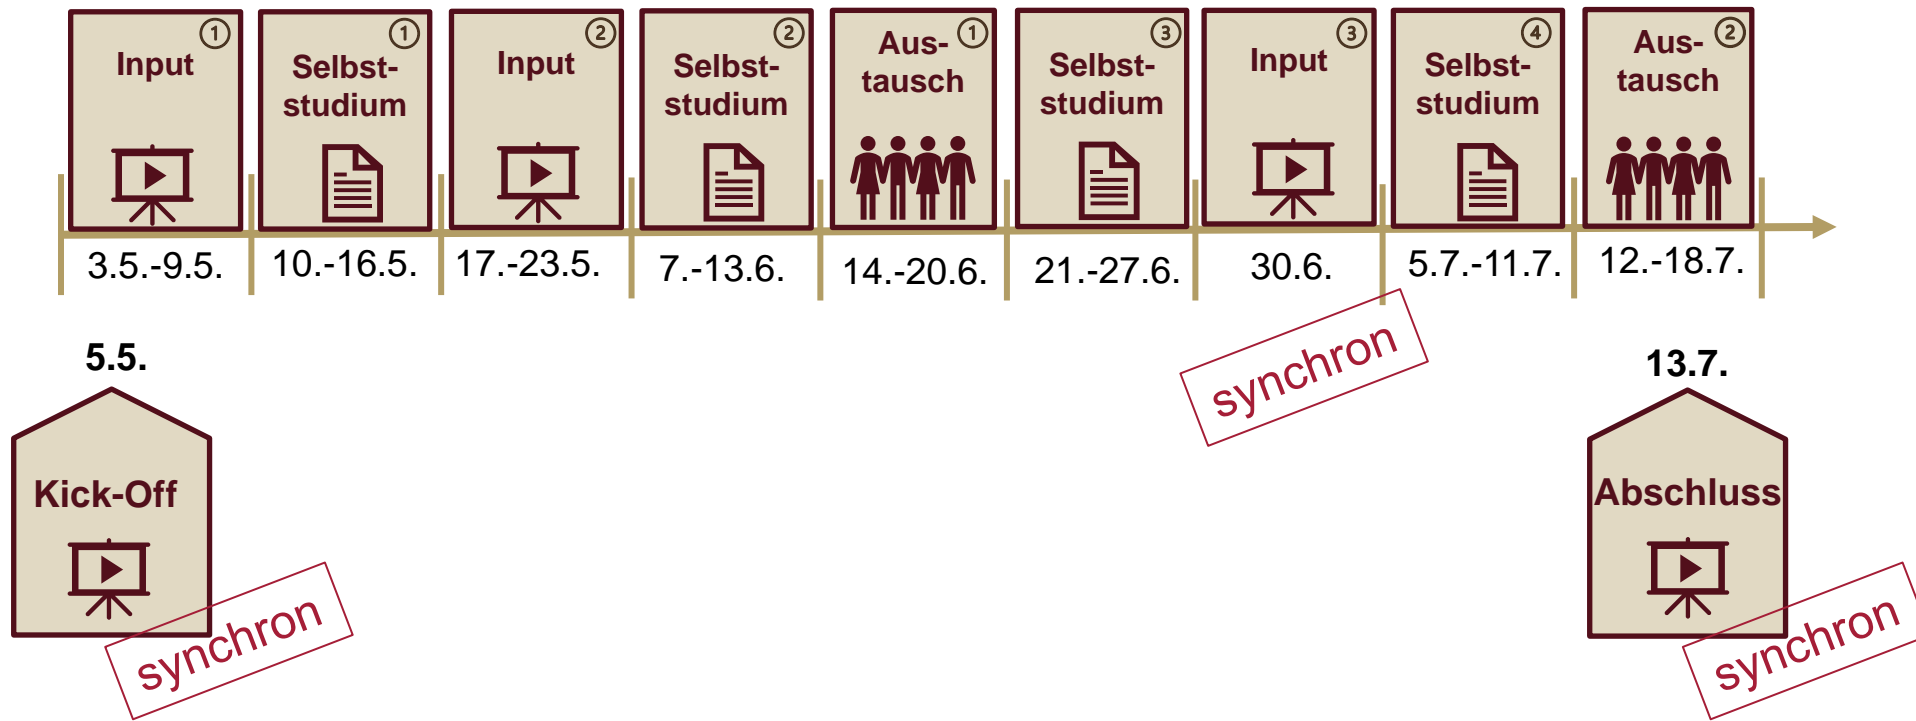 Input ①
Selbst- ①
studium
Input ②
Selbst- ②
studium
Aus- ①
tausch
Selbst- ③
studium
Input ③
Selbst- ④
studium
Aus- ②
tausch
3.5.-9.5.
10.-16.5.
17.-23.5.
7.-13.6.
14.-20.6.
21.-27.6.
30.6.
5.7.-11.7.
12.-18.7.
synchron
5.5.
Kick-Off
synchron
13.7.
Abschluss
synchron